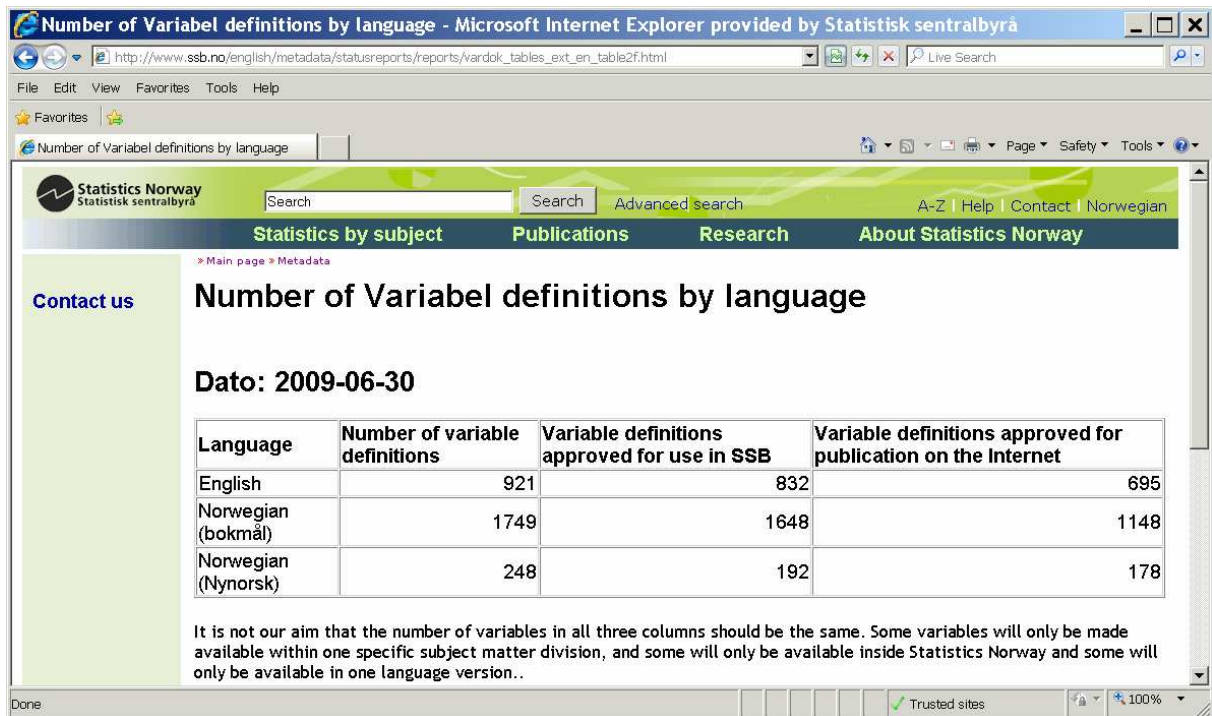 Number of Variabel definitions by language - Microsoft Internet Explorer provided by Statistisk sentralbyrå
http://www.ssb.no/english/metadata/statusreports/reports/vardok_tables_ext_en_table2f.html
Live Search
File Edit View Favorites Tools Help
Favorites
Number of Variabel definitions by language
Page Safety Tools
Statistics Norway
Statistisk sentralbyrå
Search
Search
Advanced search
A-Z | Help | Contact | Norwegian
Statistics by subject Publications Research About Statistics Norway
» Main page » Metadata
Contact us
Number of Variabel definitions by language
Dato: 2009-06-30
Language
Number of variable
definitions
Variable definitions
approved for use in SSB
Variable definitions approved for
publication on the Internet
English 921 832 695
Norwegian
(bokmål)
1749 1648 1148
Norwegian
(Nynorsk)
248 192 178
It is not our aim that the number of variables in all three columns should be the same. Some variables will only be made
available within one specific subject matter division, and some will only be available inside Statistics Norway and some will
only be available in one language version..
Done
Trusted sites
100%